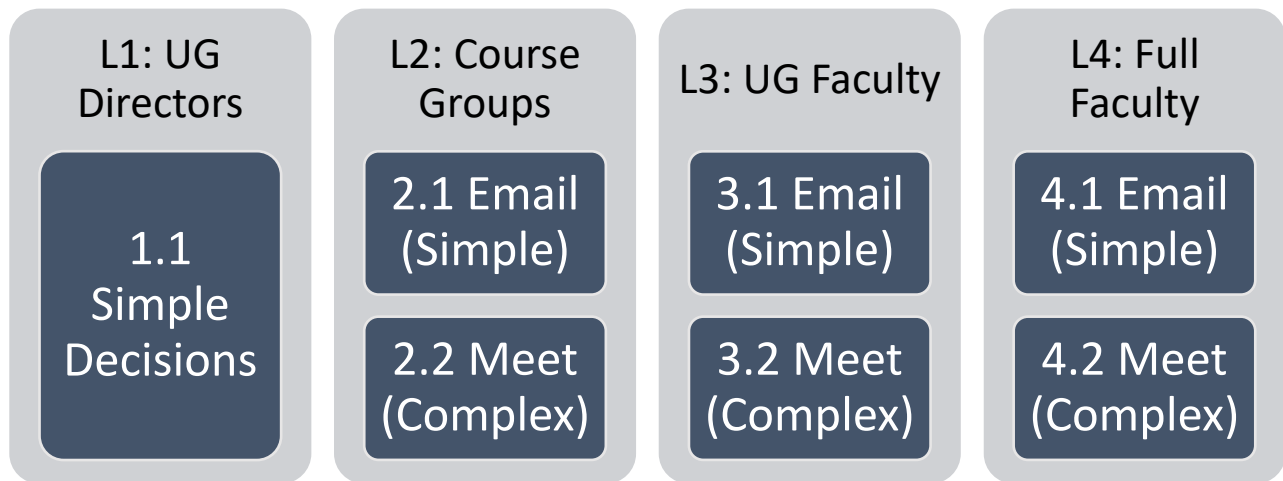 L1: UG
Directors
1.1
Simple
Decisions
L2: Course
Groups
2.1 Email
(Simple)
2.2 Meet
(Complex)
L3: UG Faculty
3.1 Email
(Simple)
3.2 Meet
(Complex)
L4: Full
Faculty
4.1 Email
(Simple)
4.2 Meet
(Complex)